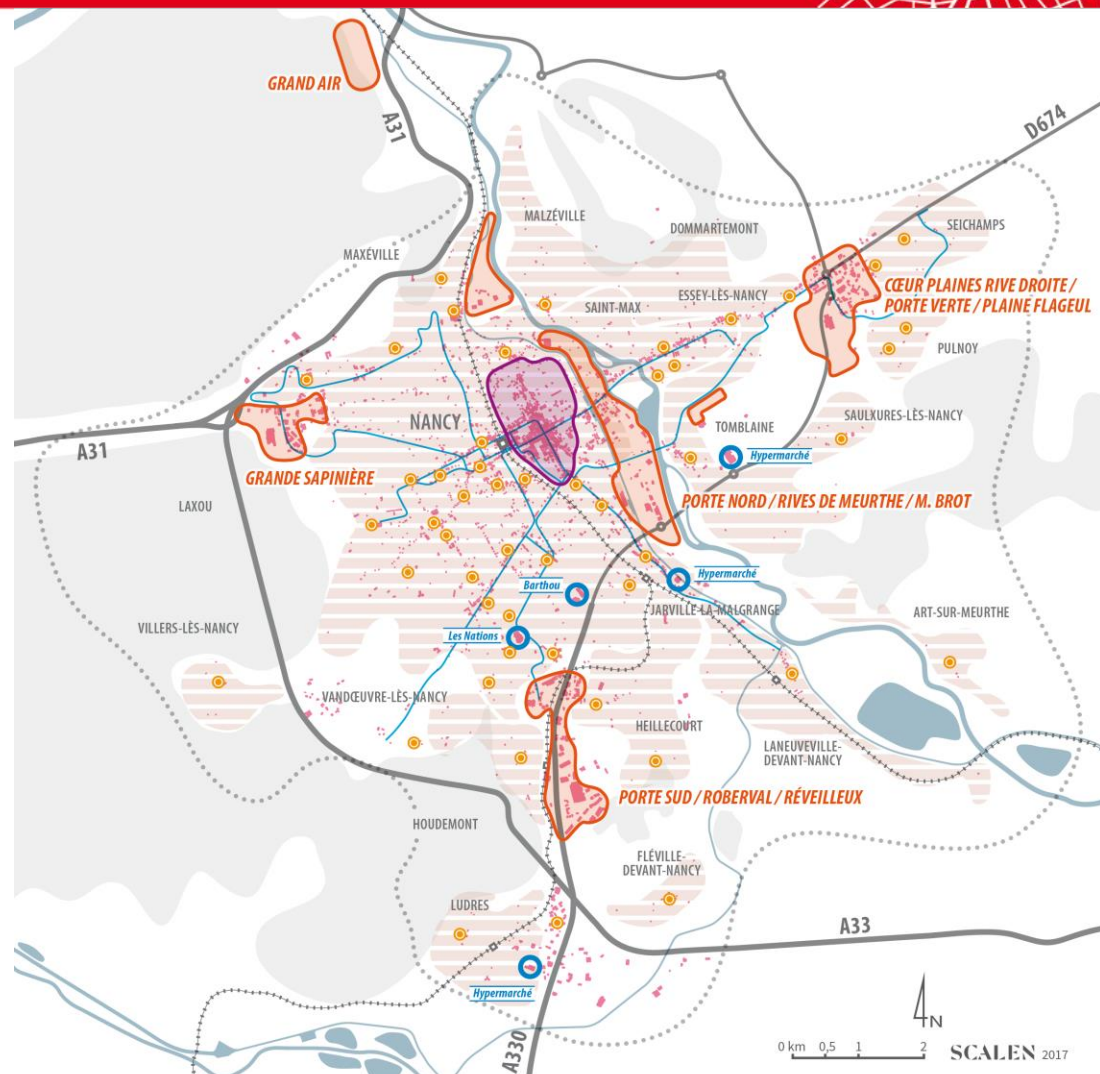 GRAND AIR
A31
D674
MALZÉVILLE
DOMMARTEMONT
SEICHAMPS
MAXÉVILLE
CŒUR PLAINES RIVE DROITE /
PORTE VERTE / PLAINE FLAGEUL
ESSEY-LÈS-NANCY
SAINT-MAX
PULNOY
NANCY
SAULXURES-LÈS-NANCY
TOMBLAINE
A31
Hypermarché
GRANDE SAPINIÈRE
PORTE NORD / RIVES DE MEURTHE / M. BROT
LAXOU
Hypermarché
Barthou
JARVILLE-LA-MALGRANGE
ART-SUR-MEURTHE
VILLERS-LÈS-NANCY
Les Nations
VANDŒUVRE-LÈS-NANCY
HEILLECOURT
LANEUVEVILLE-
DEVANT-NANCY
PORTE SUD / ROBERVAL / RÉVEILLEUX
HOUDEMONT
FLÉVILLE-
DEVANT-NANCY
LUDRES
A33
Hypermarché
N
0 km 0,5 1 2
SCALEN 2017
A330